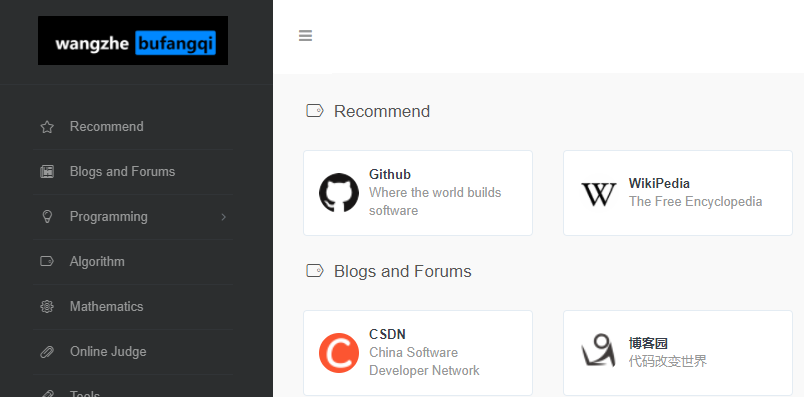 wangzhe bufangqi
Recommend
Blogs and Forums
Programming
Algorithm
Mathematics
Online Judge
Tools
Recommend
Github
Where the world builds
software
WikiPedia
The Free Encyclopedia
Blogs and Forums
CSDN
China Software
Developer Network
博客园
代码改变世界